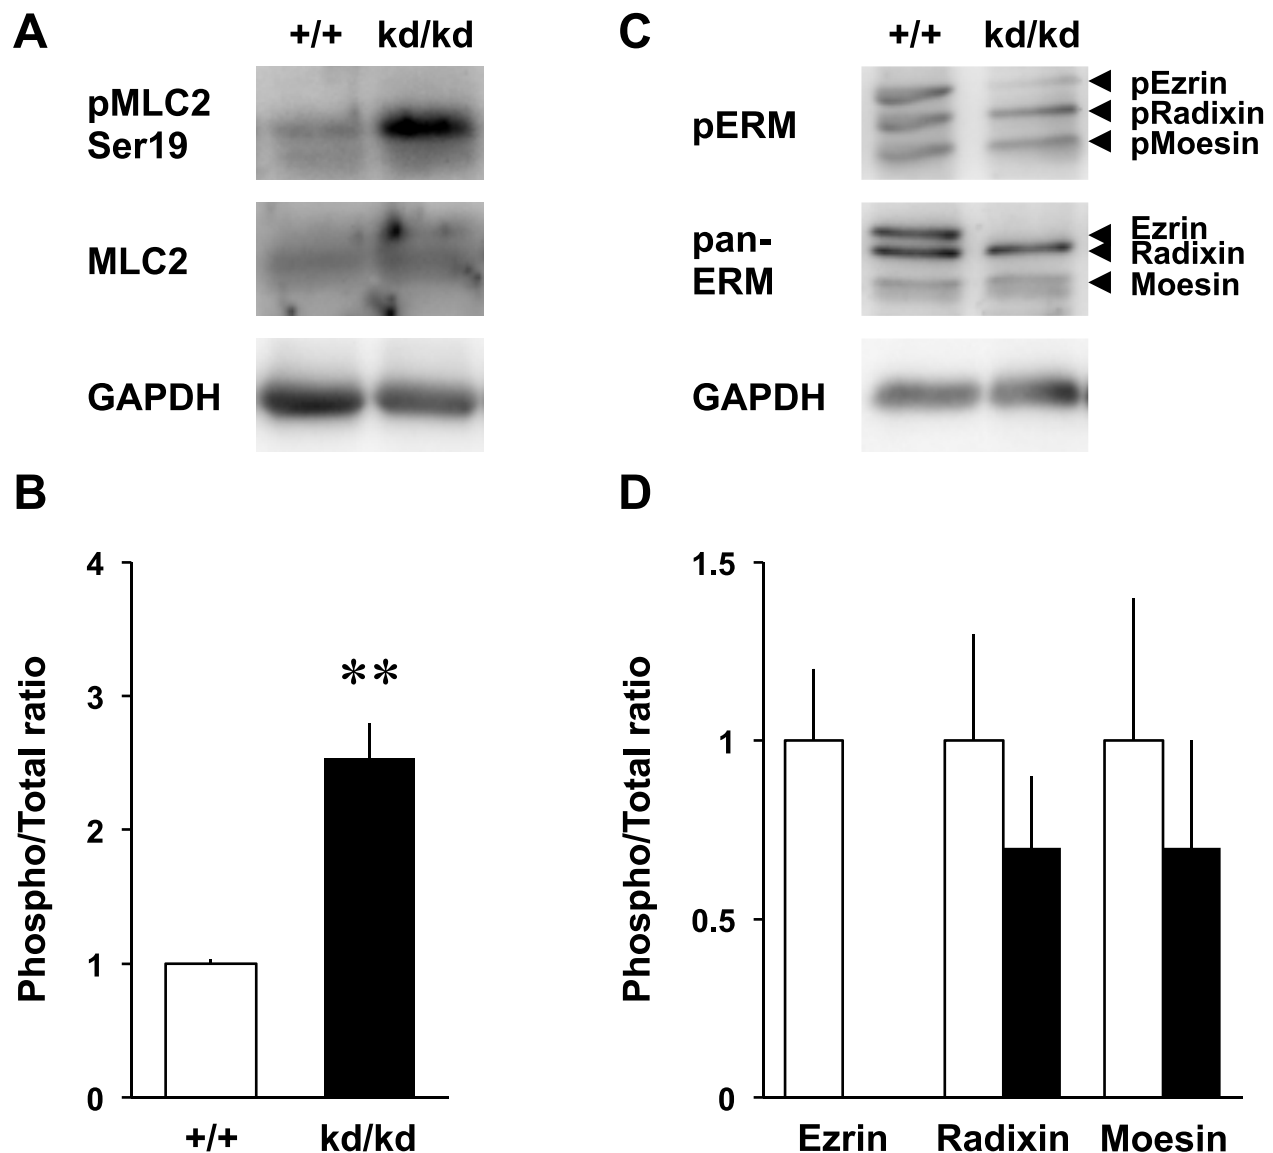 A
+/+ kd/kd
pMLC2
Ser19
MLC2
GAPDH
B
4
3
2
1
0
Phospho/Total ratio
**
+/+ kd/kd
C
+/+ kd/kd
pERM
pEzrin
pRadixin
pMoesin
pan-
ERM
Ezrin
Radixin
Moesin
GAPDH
D
1.5
1
0.5
0
Phospho/Total ratio
Ezrin Radixin Moesin